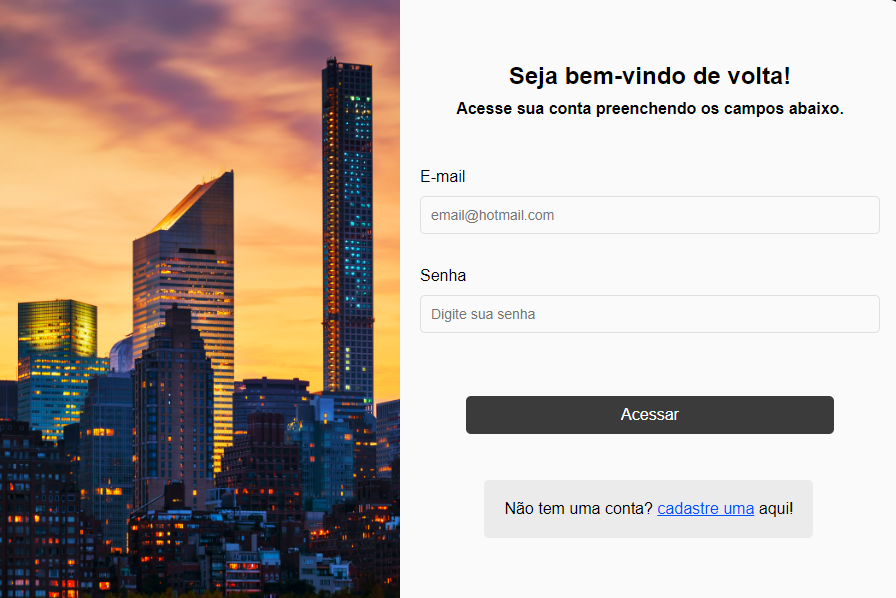 Seja bem-vindo de volta!
Acesse sua conta preenchendo os campos abaixo.
E-mail
email@hotmail.com
Senha
Digite sua senha
Acessar
Não tem uma conta? cadastre uma aqui!